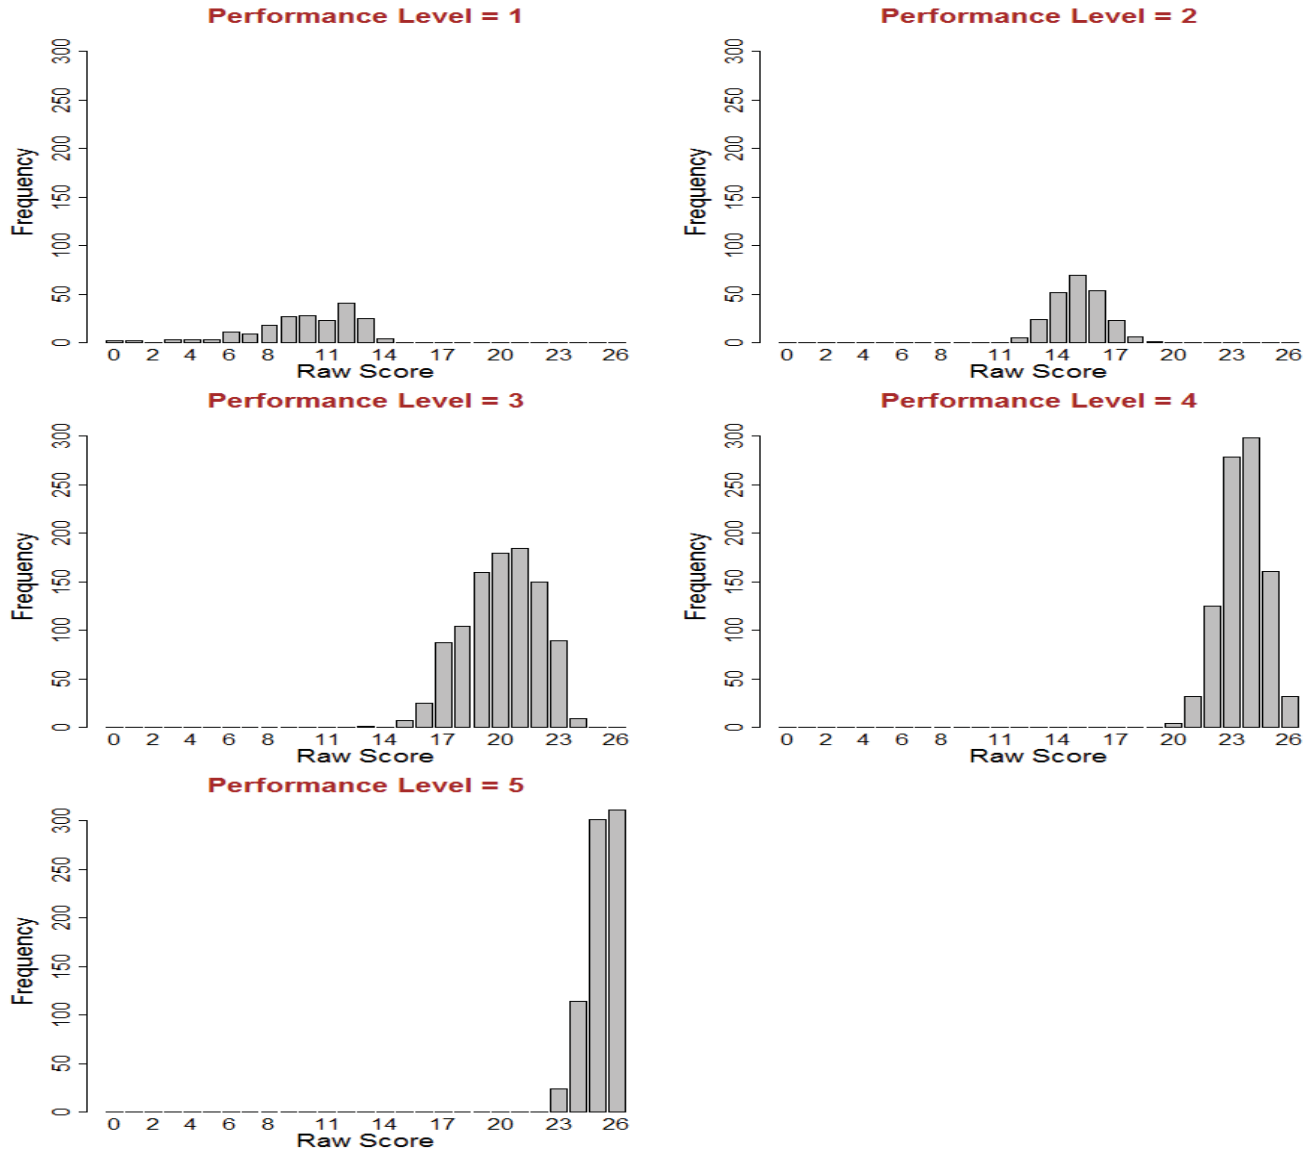 Performance Level = 1
Frequency
0 50 100 150 200 250 300
0 2 4 6 8 11 14 17 20 23 26
Raw Score
Performance Level = 2
Frequency
0 50 100 150 200 250 300
0 2 4 6 8 11 14 17 20 23 26
Raw Score
Performance Level = 3
Frequency
0 50 100 150 200 250 300
0 2 4 6 8 11 14 17 20 23 26
Raw Score
Performance Level = 4
Frequency
0 50 100 150 200 250 300
0 2 4 6 8 11 14 17 20 23 26
Raw Score
Performance Level = 5
Frequency
0 50 100 150 200 250 300
0 2 4 6 8 11 14 17 20 23 26
Raw Score